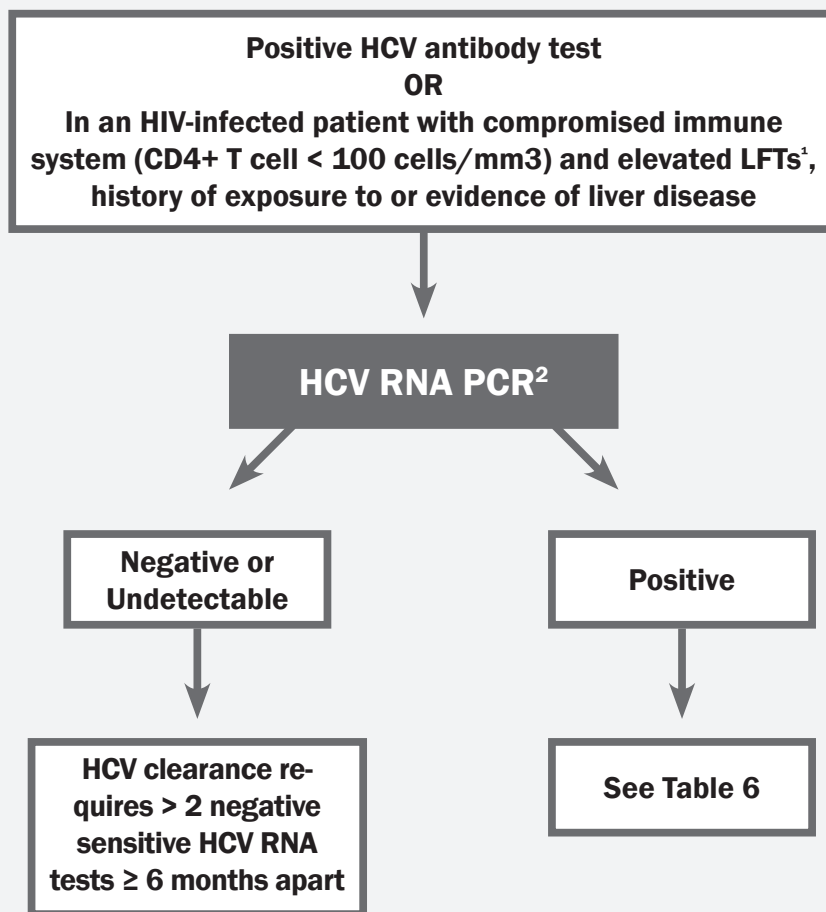 Positive HCV antibody test
OR
In an HIV-infected patient with compromised immune
system (CD4+ T cell < 100 cells/mm3) and elevated LFTs¹,
history of exposure to or evidence of liver disease
HCV RNA PCR²
Negative or
Undetectable
Positive
HCV clearance re-
quires > 2 negative
sensitive HCV RNA
tests ≥ 6 months apart
See Table 6